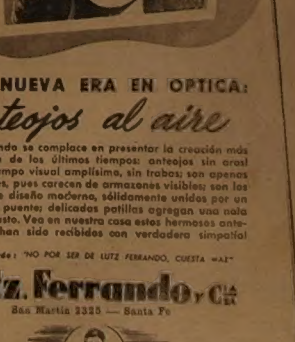 NUEVA ERA EN OPTICA:
teojos al aire
ndo se complace en presentar la creación más
de los últimos tiempos: anteojos sin aros!
mpo visual amplísimo, sin trabas; son apenas
s, pues carecen de armazones visibles; son los
diseño moderno, sólidamente unidos por un
puente; delicadas patillas agregan una nota
sto. Vea en nuestra casa estos hermosos ante-
han sido recibidos con verdadera simpatía!
"NO POR SER DE LUTZ FERRANDO, CUESTA MAS"
z. Ferrando y Cía
San Martín 2325 — Santa Fe